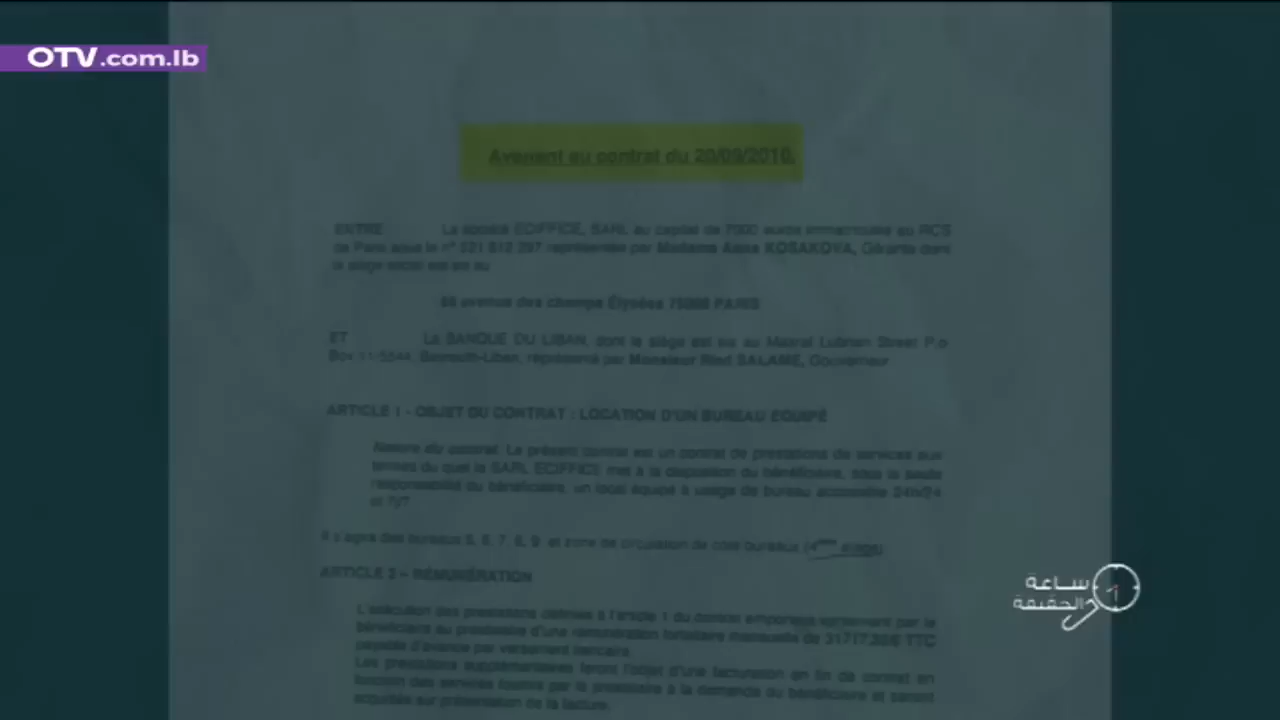 OTV.com.lb
Avenant au contrat du 20/09/2010.
ENTRE La société ECIFFICE, SARL au capital de 7500 euros immatriculée au RCS
de Paris sous le n° représentée par Madame Anna KOSAKOVA, Gérante dont
le siège social est sis au
avenue des champs Élysées 75008 PARIS
ET La BANQUE DU LIBAN, dont le siège est sis au Masraf Lubnan Street P.o
Box 11-5544, Beyrouth-Liban, représenté par Monsieur Riad SALAME, Gouverneur
ARTICLE 1 - OBJET DU CONTRAT : LOCATION D'UN BUREAU EQUIPÉ
Nature du contrat. Le présent contrat est un contrat de prestations de services aux
termes du quel la SARL ECIFFICE met à la disposition du bénéficiaire, sous la seule
responsabilité du bénéficiaire, un local équipé à usage de bureau accessible 24h/24
et 7j/7
Il s'agira des bureaux 5, 6, 7, 8, 9 et zone de circulation de cote bureaux (4ème étage)
ARTICLE 2 – RÉMUNÉRATION
L'exécution des prestations définies à l'article 1 du contrat emportera versement par le
bénéficiaire au prestataire d'une rémunération forfaitaire mensuelle de TTC
payable d'avance par versement bancaire.
Les prestations supplémentaires feront l'objet d'une facturation en fin de contrat en
fonction des services fournis par le prestataire à la demande du bénéficiaire et seront
acquittés sur présentation de la facture.
ساعة
الحقيقة